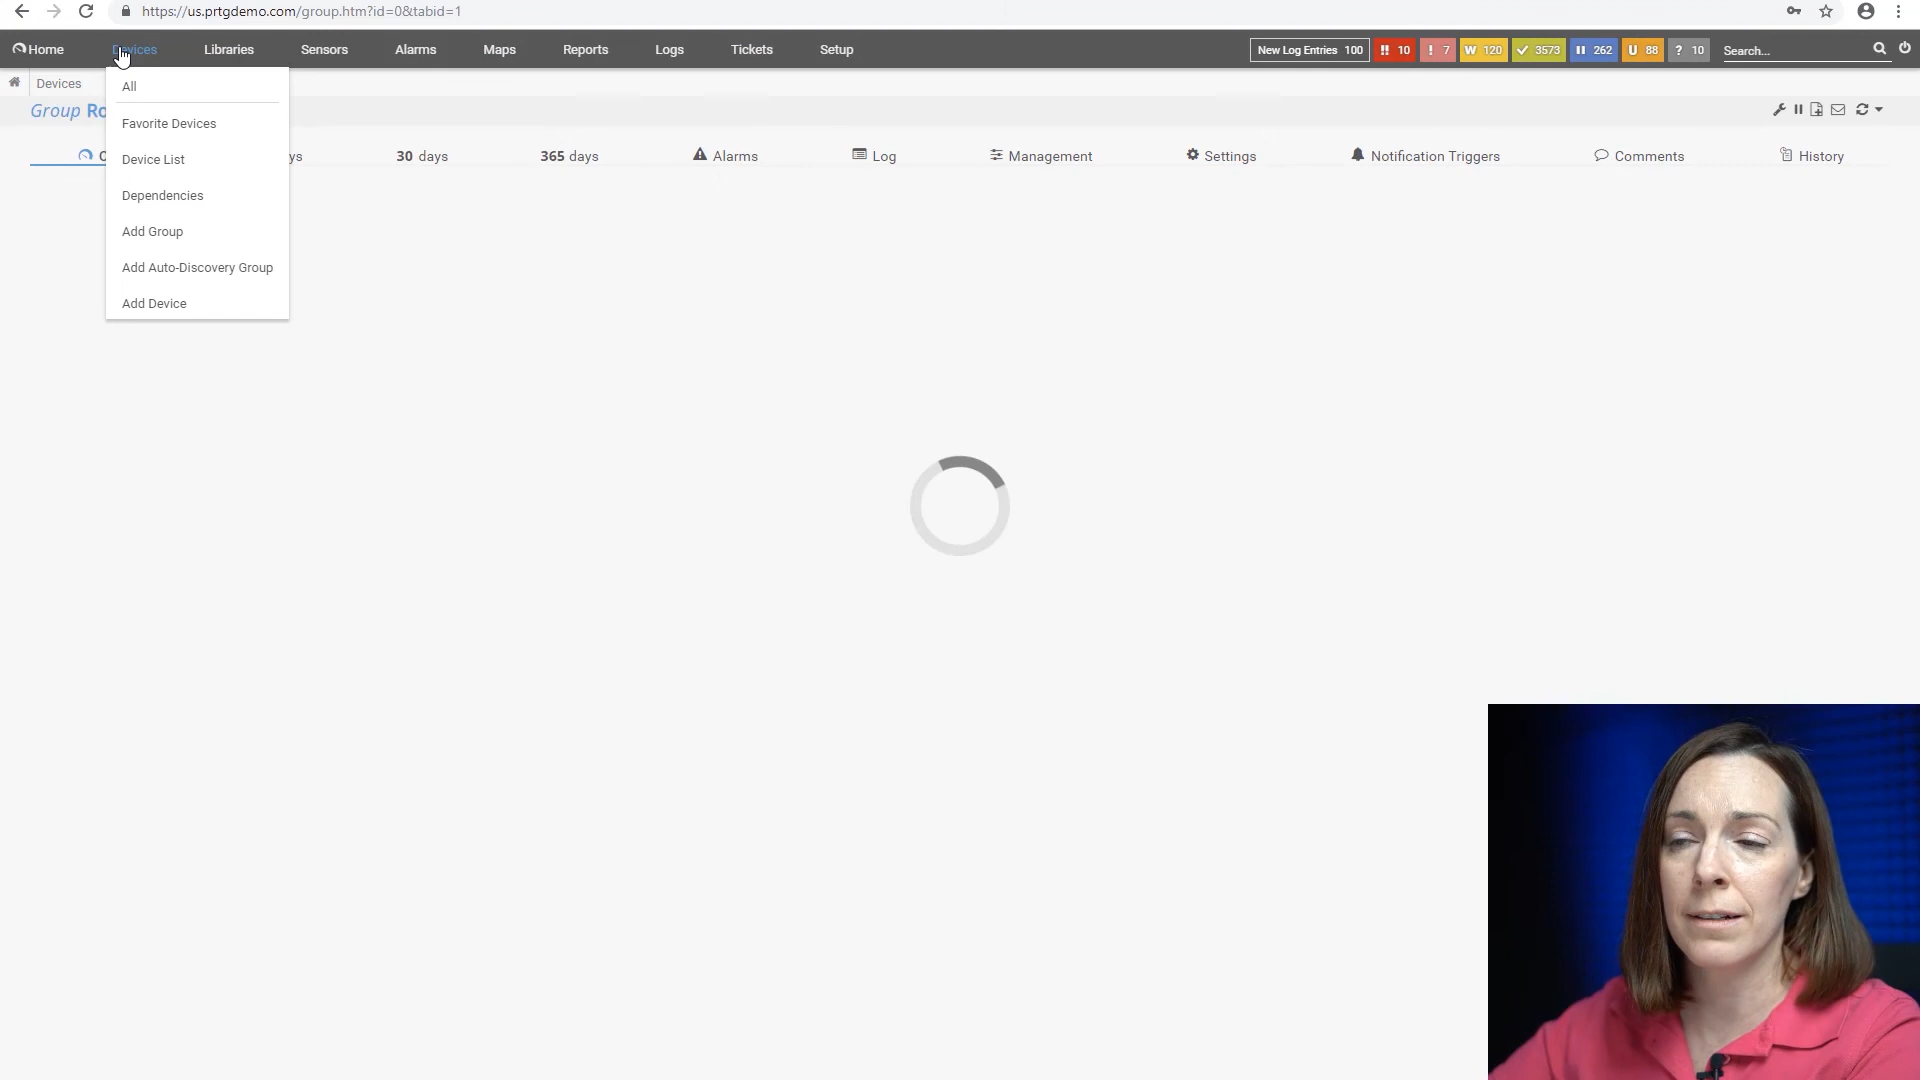 https://us.prtgdemo.com/group.htm?id=0&tabid=1
Home Devices Libraries Sensors Alarms Maps Reports Logs Tickets Setup New Log Entries 100 !! 10 ! 7 W 120 3573 262 U 88 ? 10 Search...
Devices
All
Group Ro
Favorite Devices
Device List
Dependencies
Add Group
Add Auto-Discovery Group
Add Device
ys 30 days 365 days Alarms Log Management Settings Notification Triggers Comments History